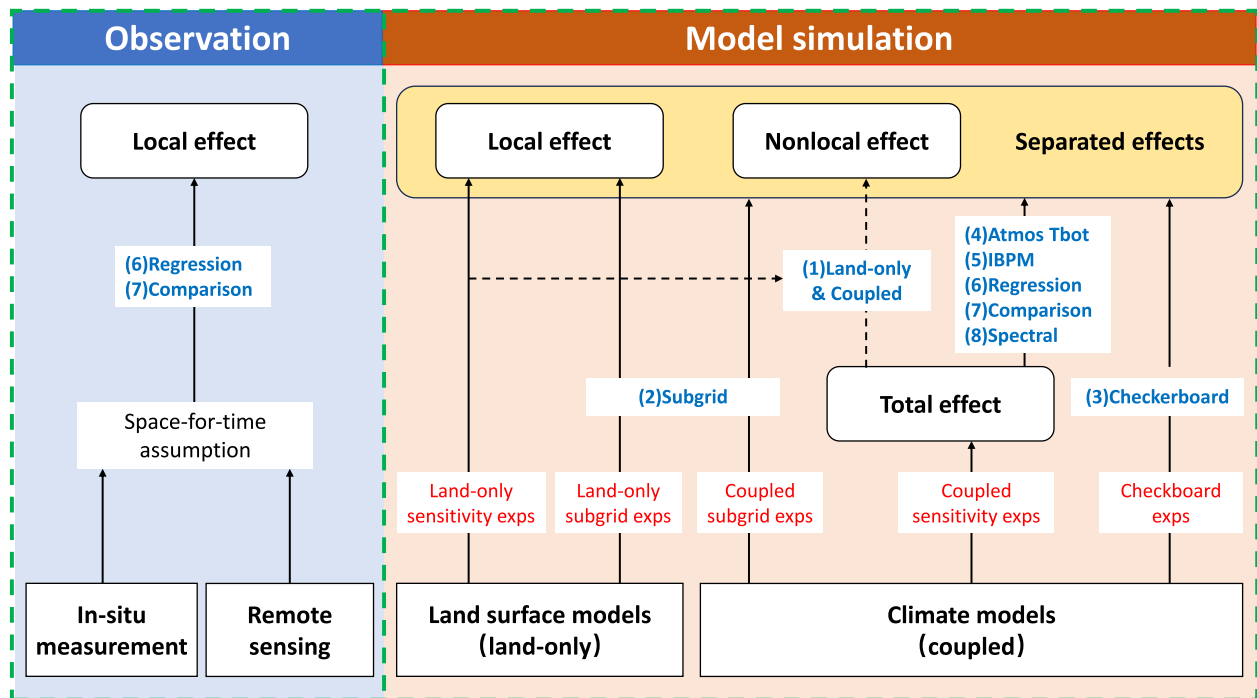 Observation
Model simulation
Local effect
Local effect
Nonlocal effect
Separated effects
(6)Regression
(7)Comparison
(1)Land-only
& Coupled
(4)Atmos Tbot
(5)IBPM
(6)Regression
(7)Comparison
(8)Spectral
(2)Subgrid
Total effect
(3)Checkerboard
Space-for-time
assumption
Land-only
sensitivity exps
Land-only
subgrid exps
Coupled
subgrid exps
Coupled
sensitivity exps
Checkboard
exps
In-situ
measurement
Remote
sensing
Land surface models
(land-only)
Climate models
(coupled)